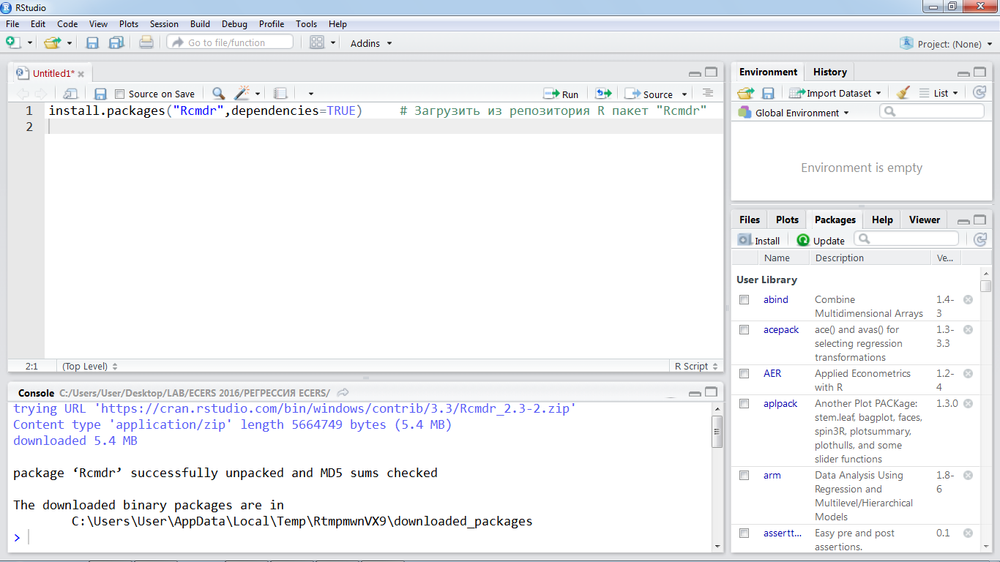 RStudio
File Edit Code View Plots Session Build Debug Profile Tools Help
Go to file/function Addins Project: (None)
Untitled1*
Source on Save Run Source
1 install.packages("Rcmdr",dependencies=TRUE) # Загрузить из репозитория R пакет "Rcmdr"
2
2:1 (Top Level) R Script
Console C:/Users/User/Desktop/LAB/ECERS 2016/РЕГРЕССИЯ ECERS/
trying URL 'https://cran.rstudio.com/bin/windows/contrib/3.3/Rcmdr_2.3-2.zip'
Content type 'application/zip' length 5664749 bytes (5.4 MB)
downloaded 5.4 MB
package ‘Rcmdr’ successfully unpacked and MD5 sums checked
The downloaded binary packages are in
C:\Users\User\AppData\Local\Temp\RtmpmwnVX9\downloaded_packages
>
Environment History
Import Dataset List
Global Environment
Environment is empty
Files Plots Packages Help Viewer
Install Update
Name Description Ve...
User Library
abind Combine 1.4-
Multidimensional Arrays 3
acepack ace() and avas() for 1.3-
selecting regression 3.3
transformations
AER Applied Econometrics 1.2-
with R 4
aplpack Another Plot PACKage: 1.3.0
stem.leaf, bagplot, faces,
spin3R, plotsummary,
plothulls, and some
slider functions
arm Data Analysis Using 1.8-
Regression and 6
Multilevel/Hierarchical
Models
assertt... Easy pre and post 0.1
assertions.